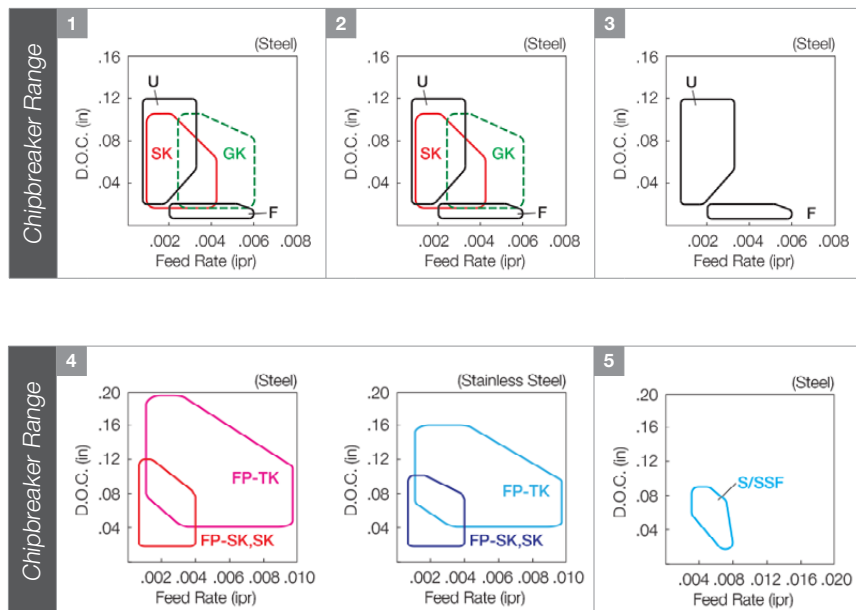 Chipbreaker Range
1
(Steel)
.16
.12
.08
.04
D.O.C. (in)
U
SK
GK
F
.002 .004 .006 .008
Feed Rate (ipr)
2
(Steel)
.16
.12
.08
.04
D.O.C. (in)
U
SK
GK
F
.002 .004 .006 .008
Feed Rate (ipr)
3
(Steel)
.16
.12
.08
.04
D.O.C. (in)
U
F
.002 .004 .006 .008
Feed Rate (ipr)
Chipbreaker Range
4
(Steel)
.20
.16
.12
.08
.04
D.O.C. (in)
FP-TK
FP-SK,SK
.002 .004 .006 .008 .010
Feed Rate (ipr)
(Stainless Steel)
.20
.16
.12
.08
.04
D.O.C. (in)
FP-TK
FP-SK,SK
.002 .004 .006 .008 .010
Feed Rate (ipr)
5
(Steel)
.20
.16
.12
.08
.04
D.O.C. (in)
S/SSF
.004 .008 .012 .016 .020
Feed Rate (ipr)